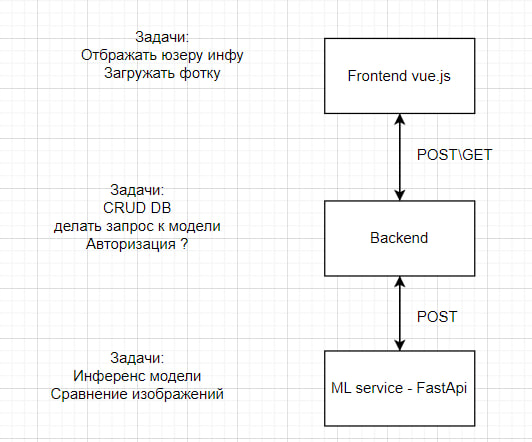 Задачи:
Отбражать юзеру инфу
Загружать фотку
Frontend vue.js
POST\GET
Задачи:
CRUD DB
делать запрос к модели
Авторизация ?
Backend
POST
Задачи:
Инференс модели
Сравнение изображений
ML service - FastApi